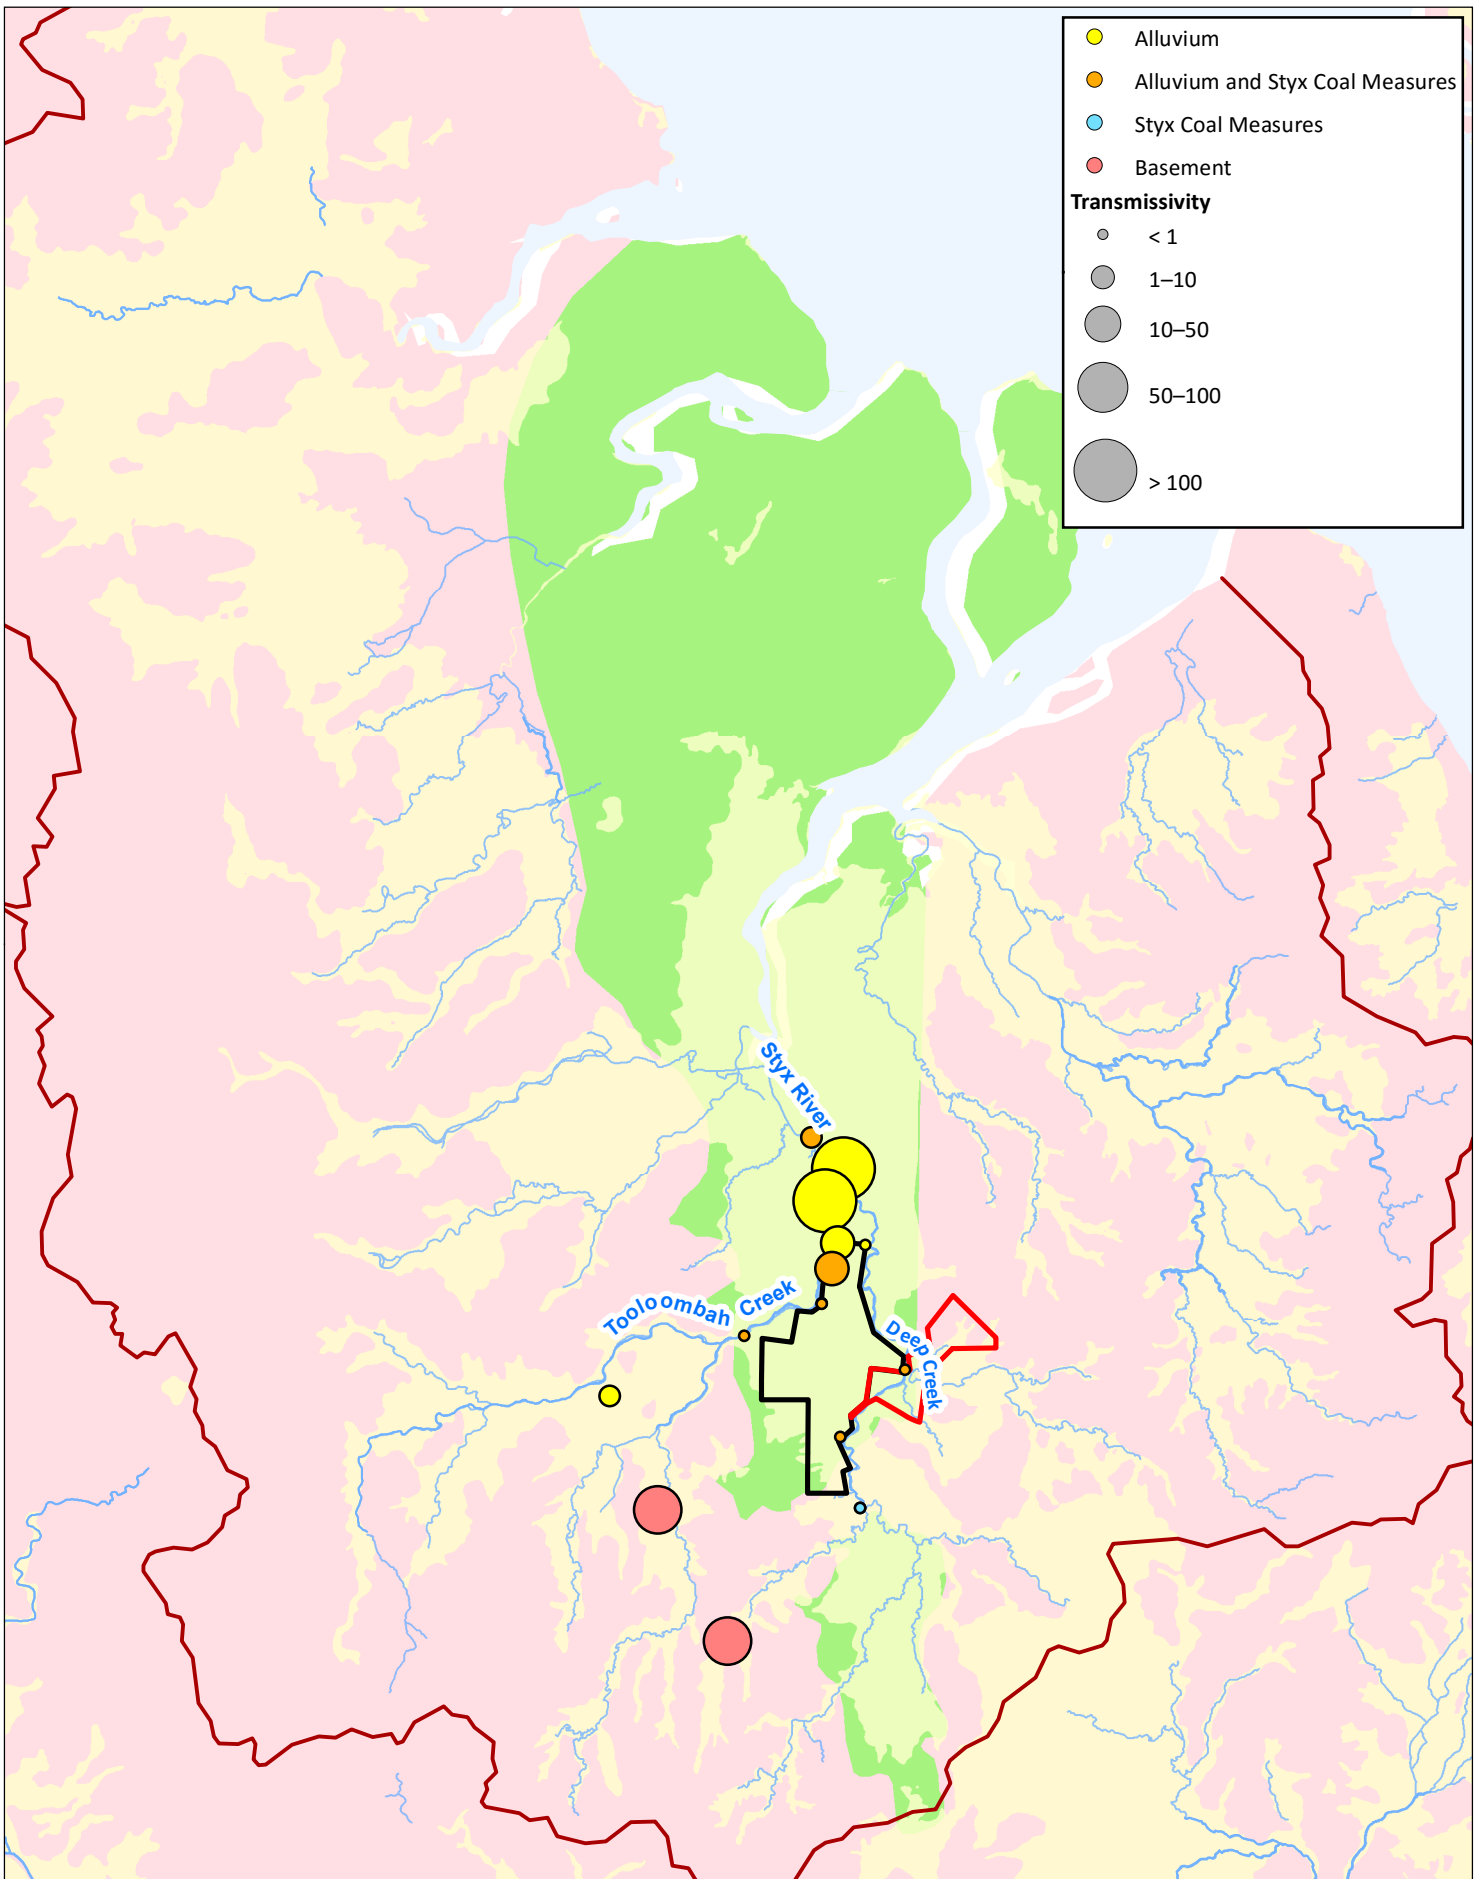 Alluvium
Alluvium and Styx Coal Measures
Styx Coal Measures
Basement
Transmissivity
< 1
1–10
10–50
50–100
> 100
Styx River
Tooloombah Creek
Deep Creek